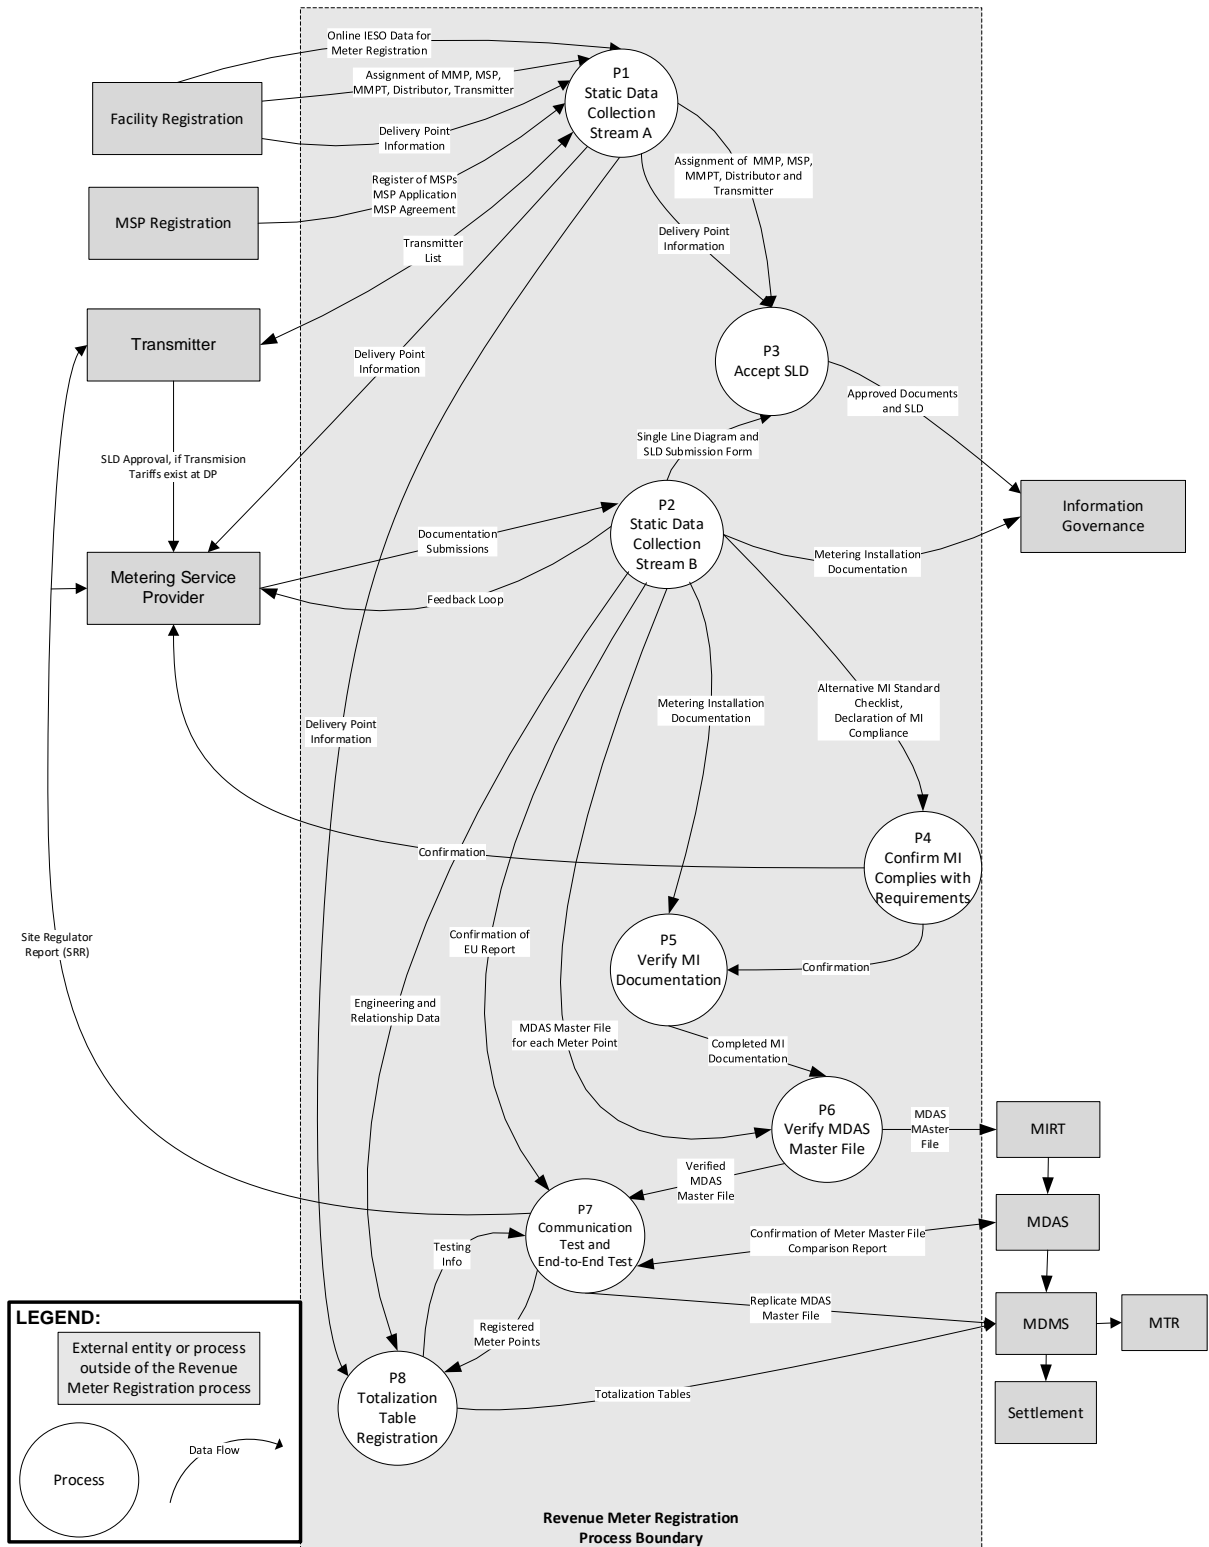 Online IESO Data for
Meter Registration
Assignment of MMP, MSP,
MMPT, Distributor, Transmitter
Facility Registration
Delivery Point
Information
P1
Static Data
Collection
Stream A
Register of MSPs
MSP Application
MSP Agreement
MSP Registration
Assignment of MMP, MSP,
MMPT, Distributor and
Transmitter
Delivery Point
Information
Transmitter
List
Transmitter
P3
Accept SLD
Delivery Point
Information
Approved Documents
and SLD
SLD Approval, if Transmision
Tariffs exist at DP
Single Line Diagram and
SLD Submission Form
P2
Static Data
Collection
Stream B
Information
Governance
Documentation
Submissions
Metering Installation
Documentation
Metering Service
Provider
Feedback Loop
Delivery Point
Information
Metering Installation
Documentation
Alternative MI Standard
Checklist,
Declaration of MI
Compliance
P4
Confirm MI
Complies with
Requirements
Confirmation
Site Regulator
Report (SRR)
Confirmation of
EU Report
P5
Verify MI
Documentation
Confirmation
Engineering and
Relationship Data
MDAS Master File
for each Meter Point
Completed MI
Documentation
P6
Verify MDAS
Master File
MDAS
MAster
File
MIRT
Verified
MDAS
Master File
P7
Communication
Test and
End-to-End Test
Testing
Info
Confirmation of Meter Master File
Comparison Report
MDAS
Replicate MDAS
Master File
MDMS
MTR
Registered
Meter Points
P8
Totalization
Table
Registration
Totalization Tables
Settlement
LEGEND:
External entity or process
outside of the Revenue
Meter Registration process
Process
Data Flow
Revenue Meter Registration
Process Boundary